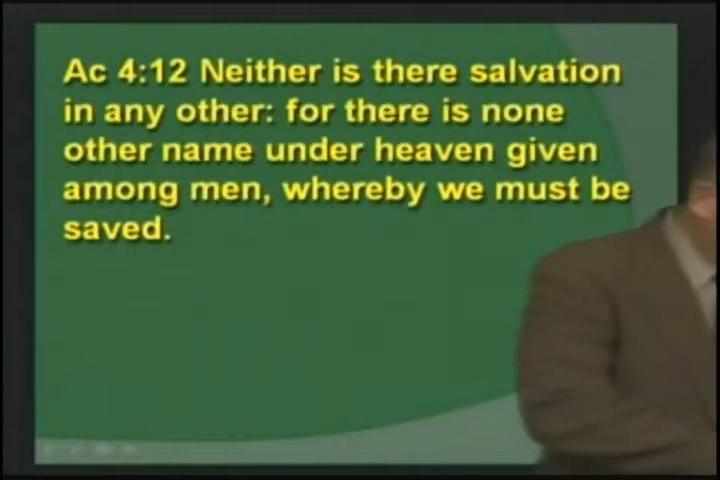 Ac 4:12 Neither is there salvation
in any other: for there is none
other name under heaven given
among men, whereby we must be
saved.